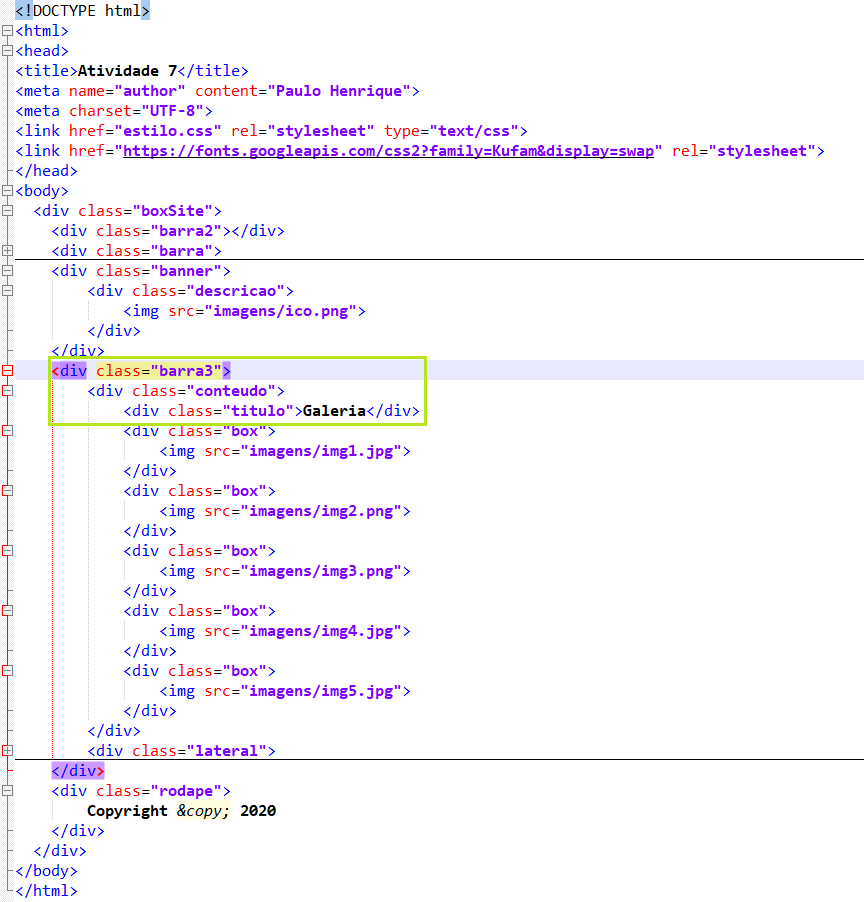 <!DOCTYPE html>
<html>
<head>
<title>Atividade 7</title>
<meta name="author" content="Paulo Henrique">
<meta charset="UTF-8">
<link href="estilo.css" rel="stylesheet" type="text/css">
<link href="https://fonts.googleapis.com/css2?family=Kufam&display=swap" rel="stylesheet">
</head>
<body>
<div class="boxSite">
<div class="barra2"></div>
<div class="barra">
<div class="banner">
<div class="descricao">
<img src="imagens/ico.png">
</div>
</div>
<div class="barra3">
<div class="conteudo">
<div class="titulo">Galeria</div>
<div class="box">
<img src="imagens/img1.jpg">
</div>
<div class="box">
<img src="imagens/img2.png">
</div>
<div class="box">
<img src="imagens/img3.png">
</div>
<div class="box">
<img src="imagens/img4.jpg">
</div>
<div class="box">
<img src="imagens/img5.jpg">
</div>
</div>
<div class="lateral">
</div>
<div class="rodape">
Copyright &copy; 2020
</div>
</div>
</body>
</html>